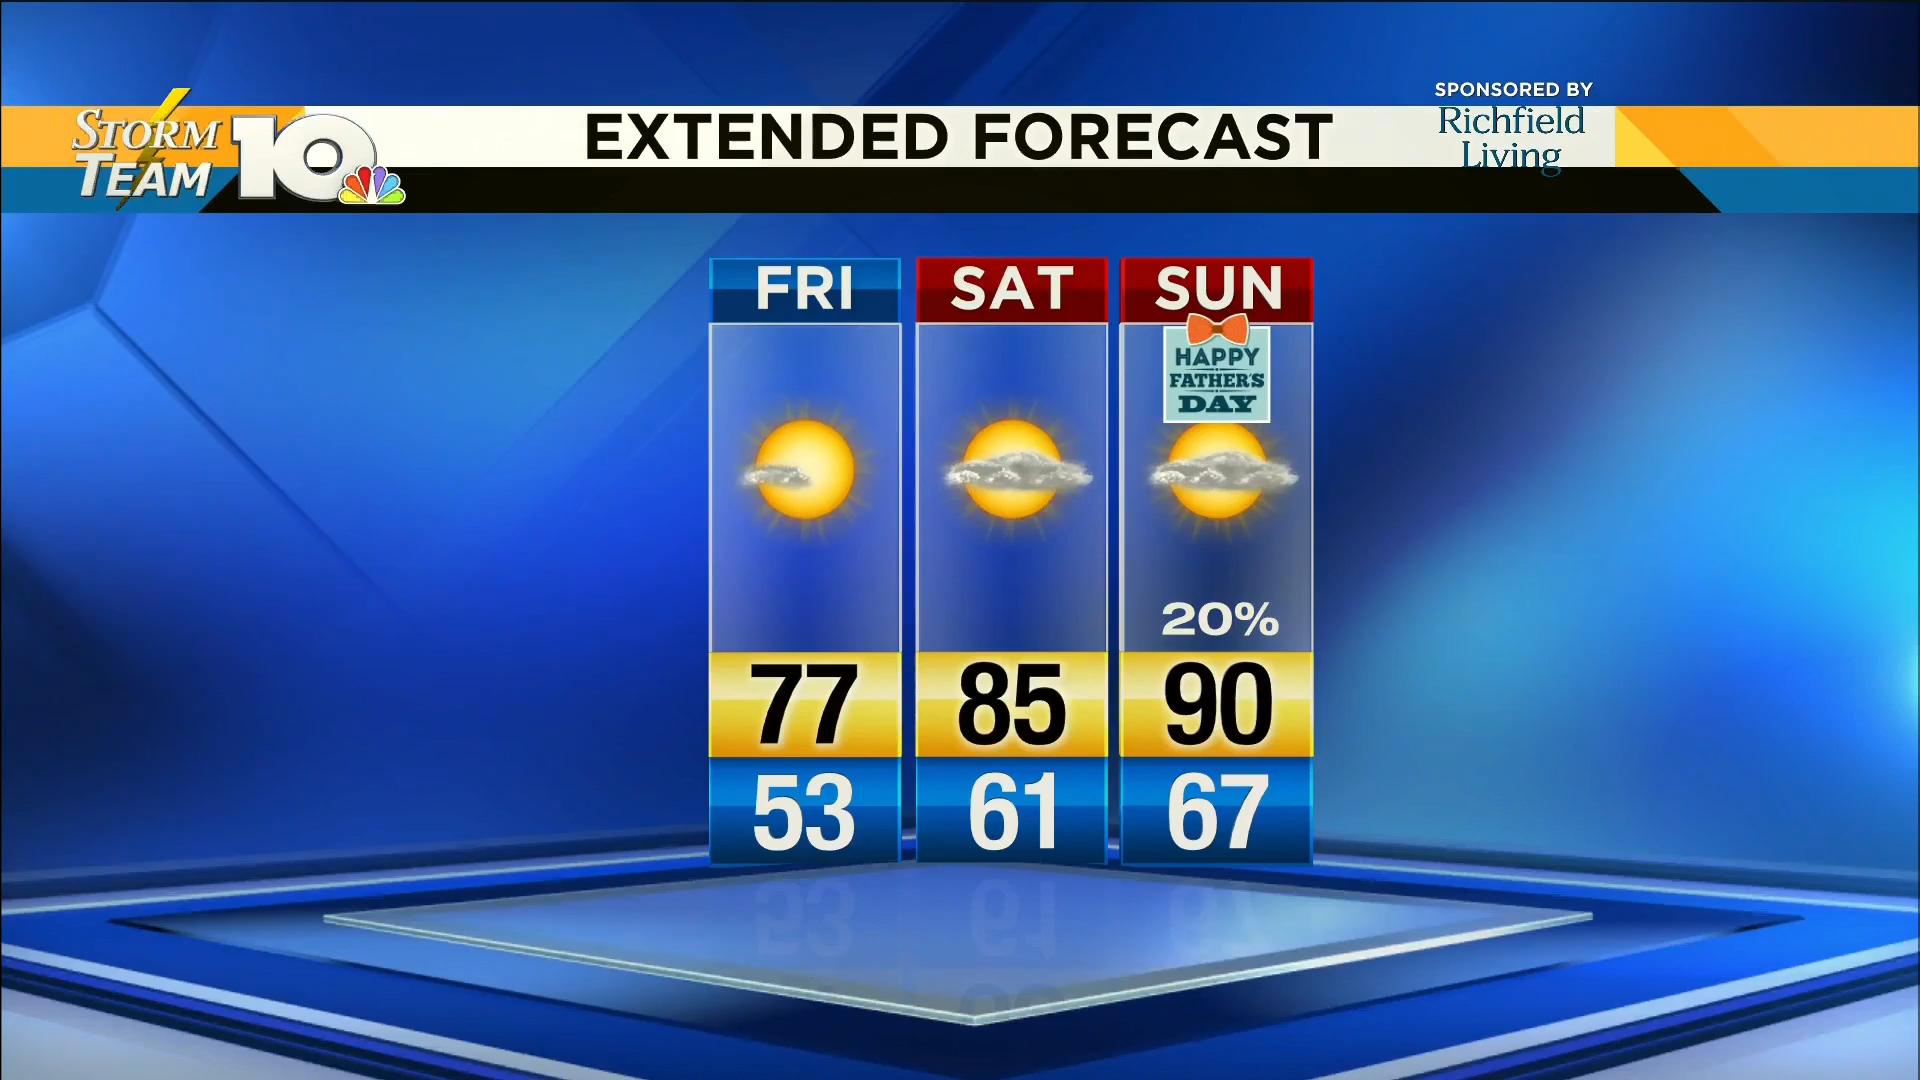 SPONSORED BY
STORM
TEAM
10
EXTENDED FORECAST
Richfield
Living
FRI
SAT
SUN
HAPPY
FATHER'S
DAY
20%
77
85
90
53
61
67